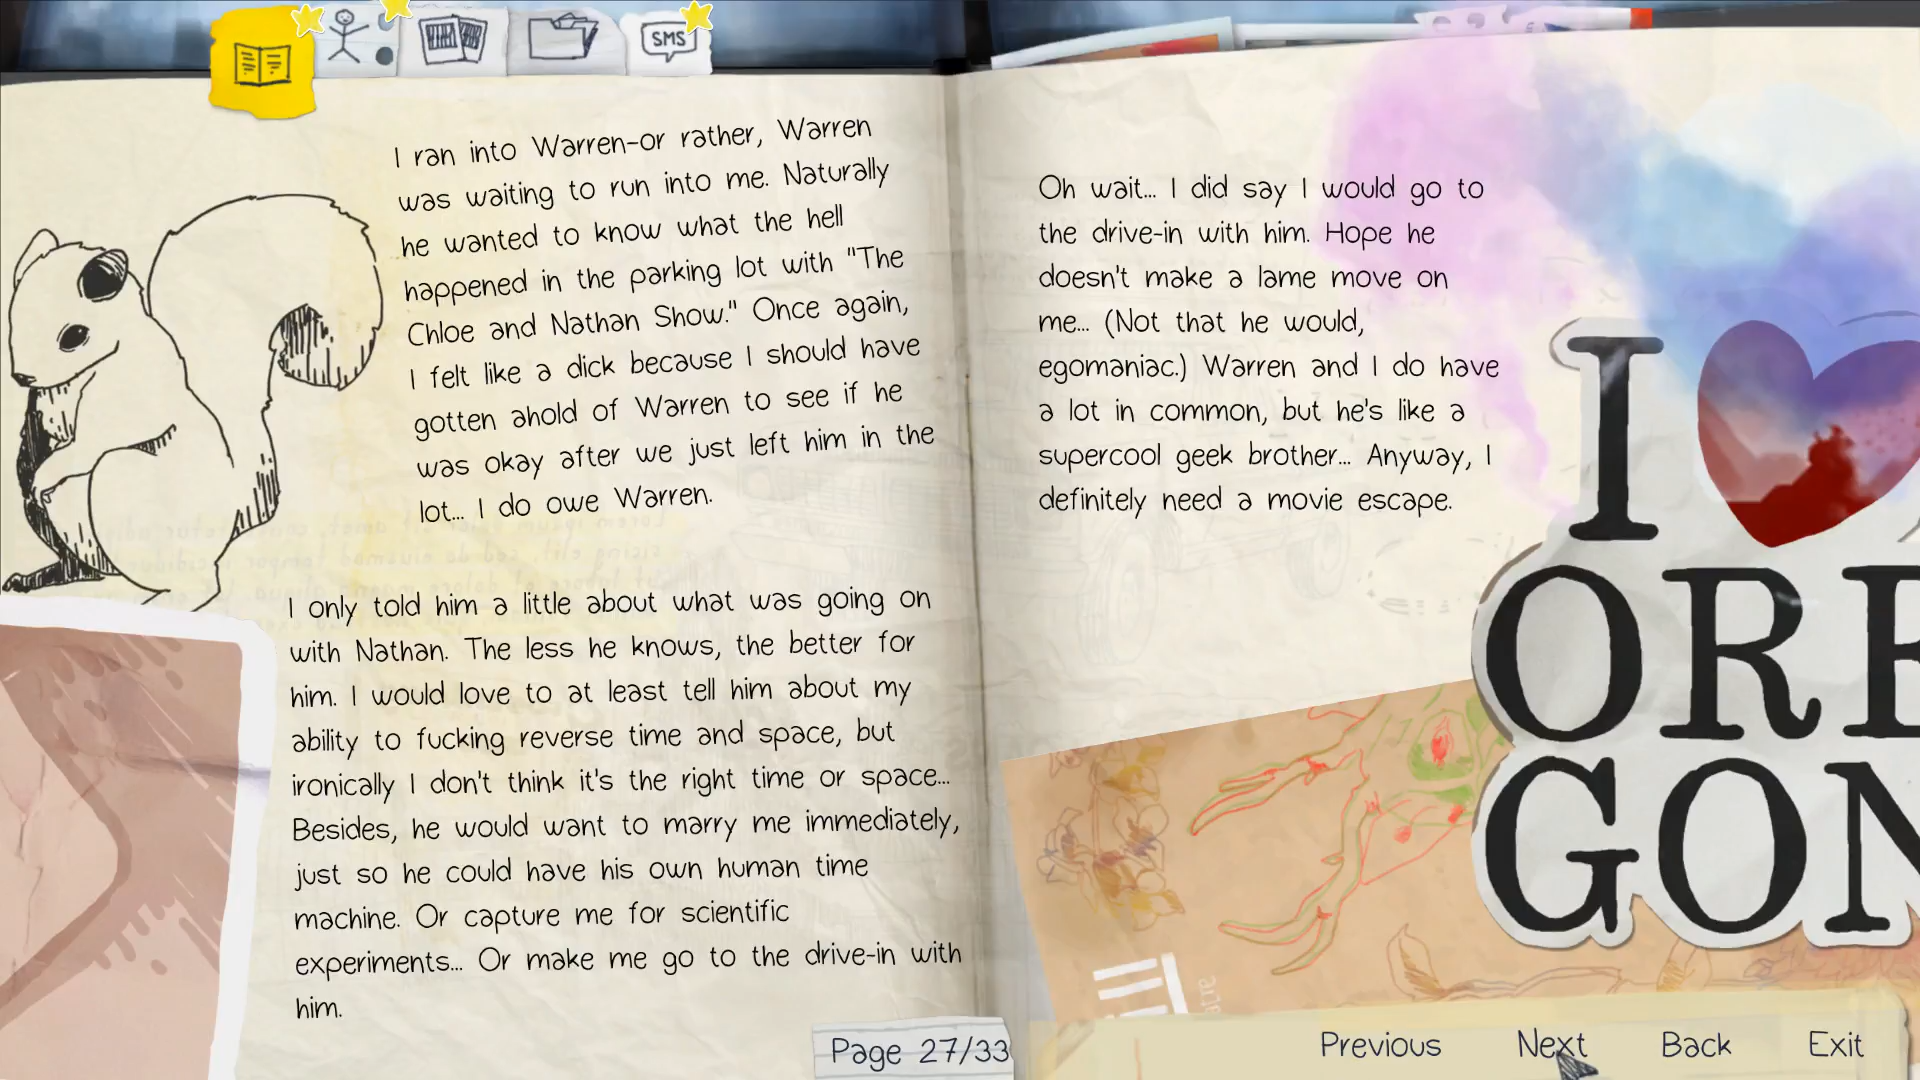 SMS
I ran into Warren-or rather, Warren
was waiting to run into me. Naturally
he wanted to know what the hell
happened in the parking lot with "The
Chloe and Nathan Show." Once again,
I felt like a dick because I should have
gotten ahold of Warren to see if he
was okay after we just left him in the
lot... I do owe Warren.
I only told him a little about what was going on
with Nathan. The less he knows, the better for
him. I would love to at least tell him about my
ability to fucking reverse time and space, but
ironically I don't think it's the right time or space...
Besides, he would want to marry me immediately,
just so he could have his own human time
machine. Or capture me for scientific
experiments... Or make me go to the drive-in with
him.
Page 27/33
Oh wait... I did say I would go to
the drive-in with him. Hope he
doesn't make a lame move on
me... (Not that he would,
egomaniac.) Warren and I do have
a lot in common, but he's like a
supercool geek brother... Anyway, I
definitely need a movie escape.
I
ORE
GON
Previous Next Back Exit